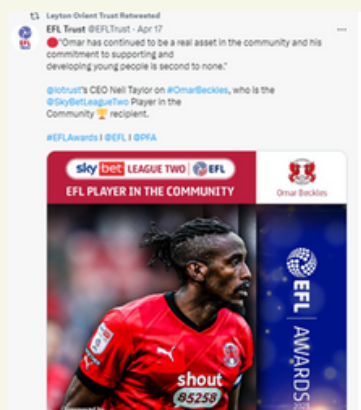 Leyton Orient Trust Retweeted
EFL Trust @EFLTrust · Apr 17
"Omar has continued to be a real asset in the community and his
commitment to supporting and
developing young people is second to none."
@lotrust's CEO Neil Taylor on #OmarBeckles, who is the
@SkyBetLeagueTwo Player in the
Community 🏆 recipient.
#EFLAwards I @EFL I @PFA
sky bet LEAGUE TWO EFL
EFL PLAYER IN THE COMMUNITY
Omar Beckles
EFL AWARDS
shout
85258